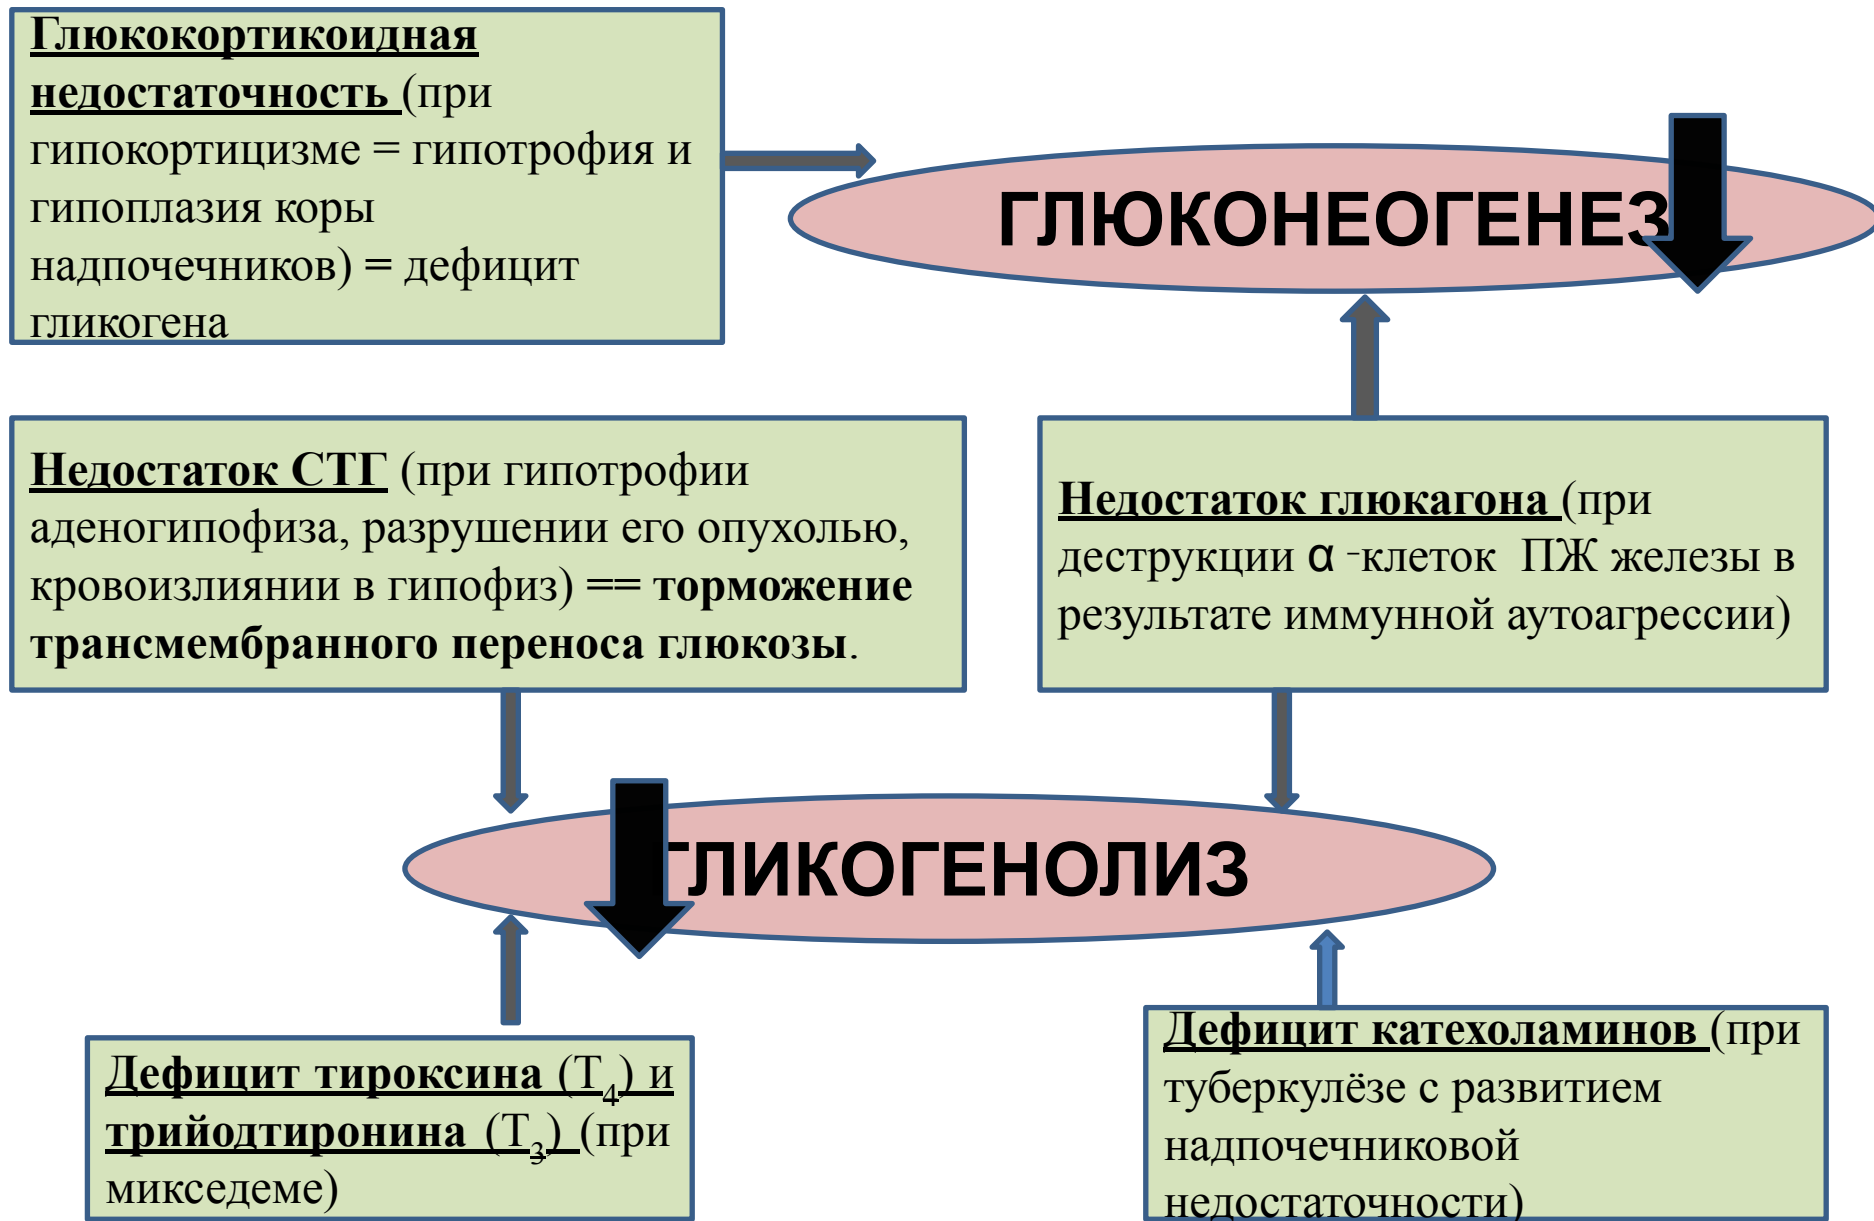 Глюкокортикоидная
недостаточность (при
гипокортицизме = гипотрофия и
гипоплазия коры
надпочечников) = дефицит
гликогена
ГЛЮКОНЕОГЕНЕЗ
Недостаток СТГ (при гипотрофии
аденогипофиза, разрушении его опухолью,
кровоизлиянии в гипофиз) == торможение
трансмембранного переноса глюкозы.
Недостаток глюкагона (при
деструкции α -клеток ПЖ железы в
результате иммунной аутоагрессии)
ГЛИКОГЕНОЛИЗ
Дефицит тироксина (Т4) и
трийодтиронина (Т3) (при
микседеме)
Дефицит катехоламинов (при
туберкулёзе с развитием
надпочечниковой
недостаточности)